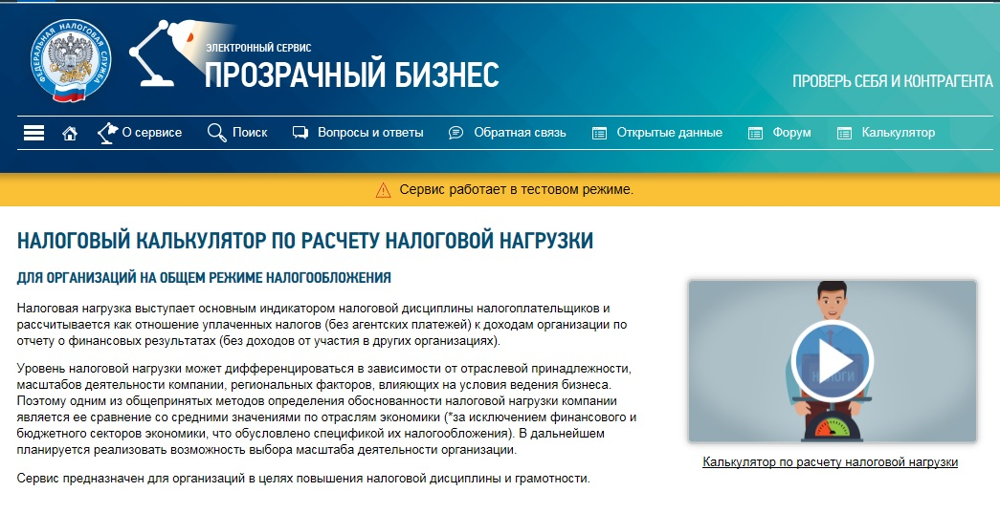 ФЕДЕРАЛЬНАЯ НАЛОГОВАЯ СЛУЖБА
ЭЛЕКТРОННЫЙ СЕРВИС
ПРОЗРАЧНЫЙ БИЗНЕС
ПРОВЕРЬ СЕБЯ И КОНТРАГЕНТА
О сервисе Поиск Вопросы и ответы Обратная связь Открытые данные Форум Калькулятор
Сервис работает в тестовом режиме.
НАЛОГОВЫЙ КАЛЬКУЛЯТОР ПО РАСЧЕТУ НАЛОГОВОЙ НАГРУЗКИ
ДЛЯ ОРГАНИЗАЦИЙ НА ОБЩЕМ РЕЖИМЕ НАЛОГООБЛОЖЕНИЯ
Налоговая нагрузка выступает основным индикатором налоговой дисциплины налогоплательщиков и
рассчитывается как отношение уплаченных налогов (без агентских платежей) к доходам организации по
отчету о финансовых результатах (без доходов от участия в других организациях).
Уровень налоговой нагрузки может дифференцироваться в зависимости от отраслевой принадлежности,
масштабов деятельности компании, региональных факторов, влияющих на условия ведения бизнеса.
Поэтому одним из общепринятых методов определения обоснованности налоговой нагрузки компании
является ее сравнение со средними значениями по отраслям экономики (*за исключением финансового и
бюджетного секторов экономики, что обусловлено спецификой их налогообложения). В дальнейшем
планируется реализовать возможность выбора масштаба деятельности организации.
Сервис предназначен для организаций в целях повышения налоговой дисциплины и грамотности.
НАЛОГИ
Калькулятор по расчету налоговой нагрузки